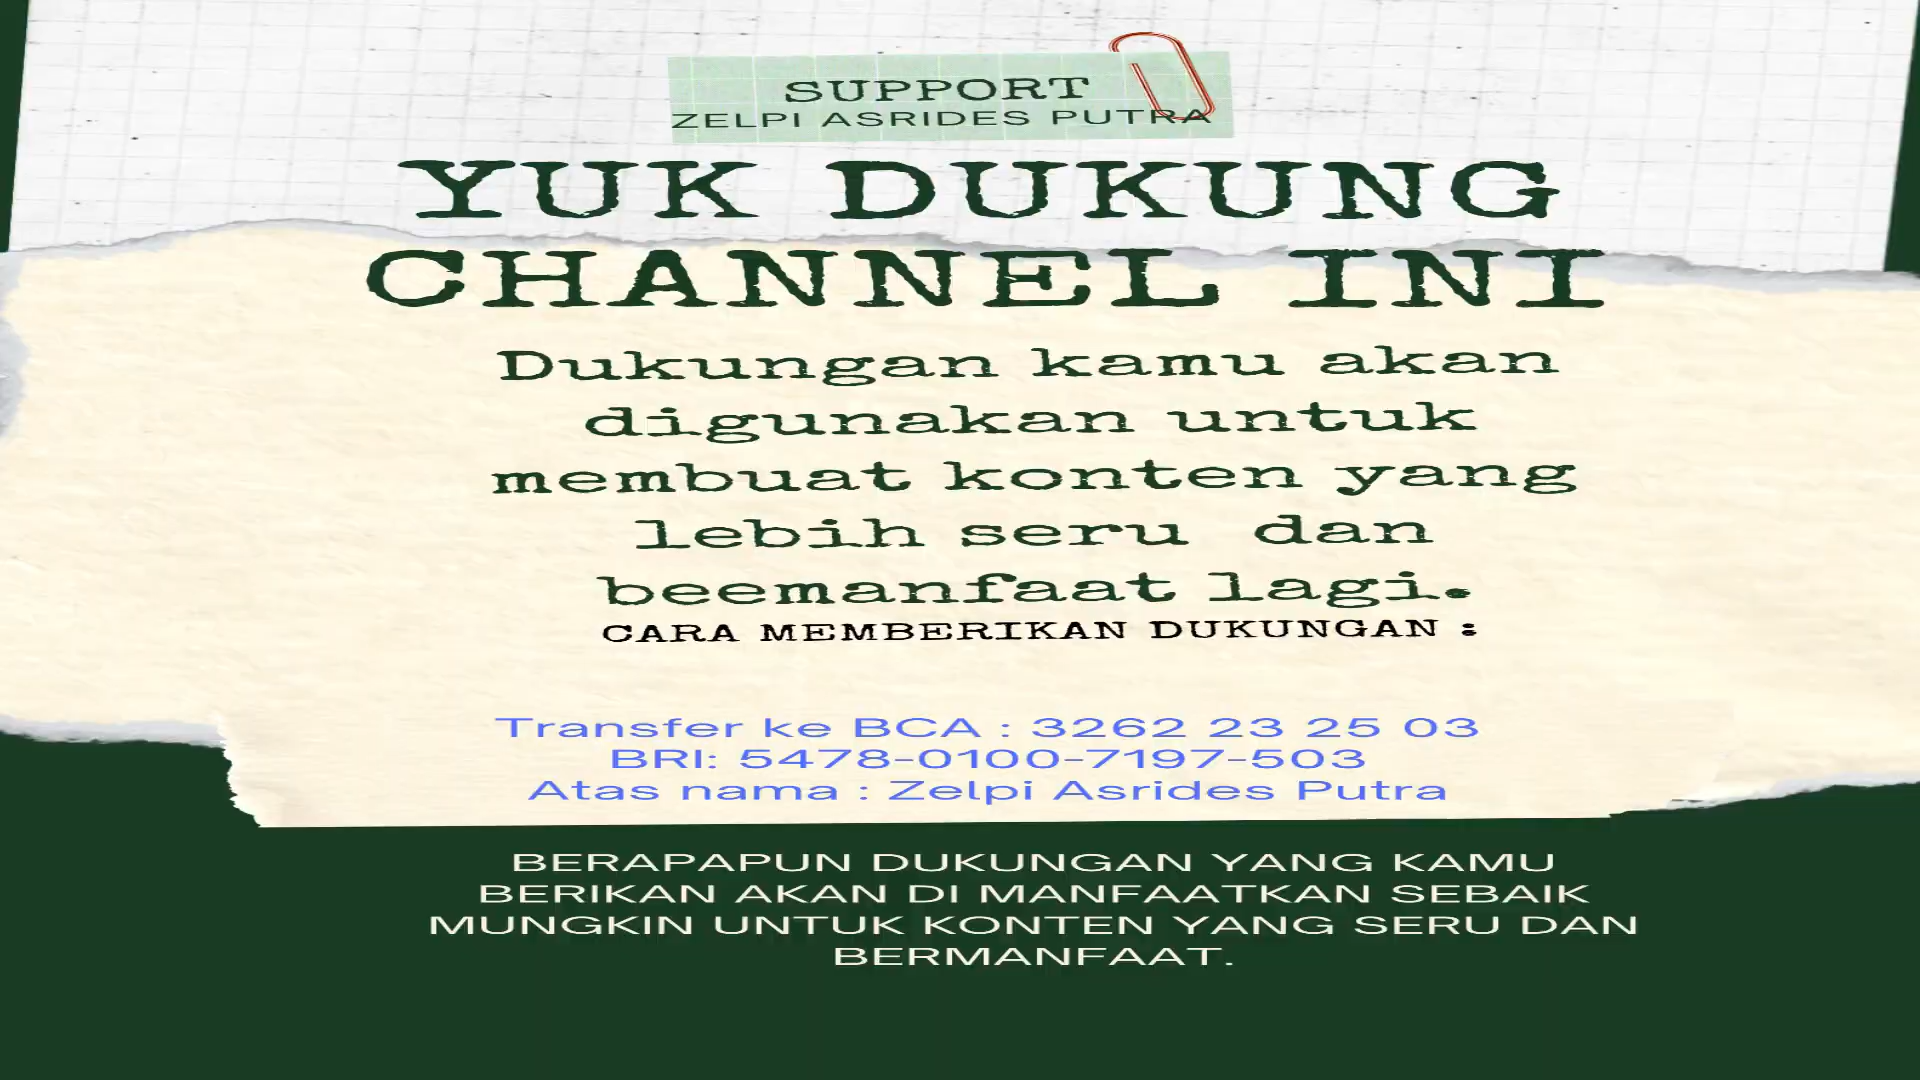 SUPPORT
ZELPI ASRIDES PUTRA
YUK DUKUNG
CHANNEL INI
Dukungan kamu akan
digunakan untuk
membuat konten yang
lebih seru dan
beemanfaat lagi.
CARA MEMBERIKAN DUKUNGAN :
Transfer ke BCA : 3262 23 25 03
BRI: 5478-0100-7197-503
Atas nama : Zelpi Asrides Putra
BERAPAPUN DUKUNGAN YANG KAMU
BERIKAN AKAN DI MANFAATKAN SEBAIK
MUNGKIN UNTUK KONTEN YANG SERU DAN
BERMANFAAT.